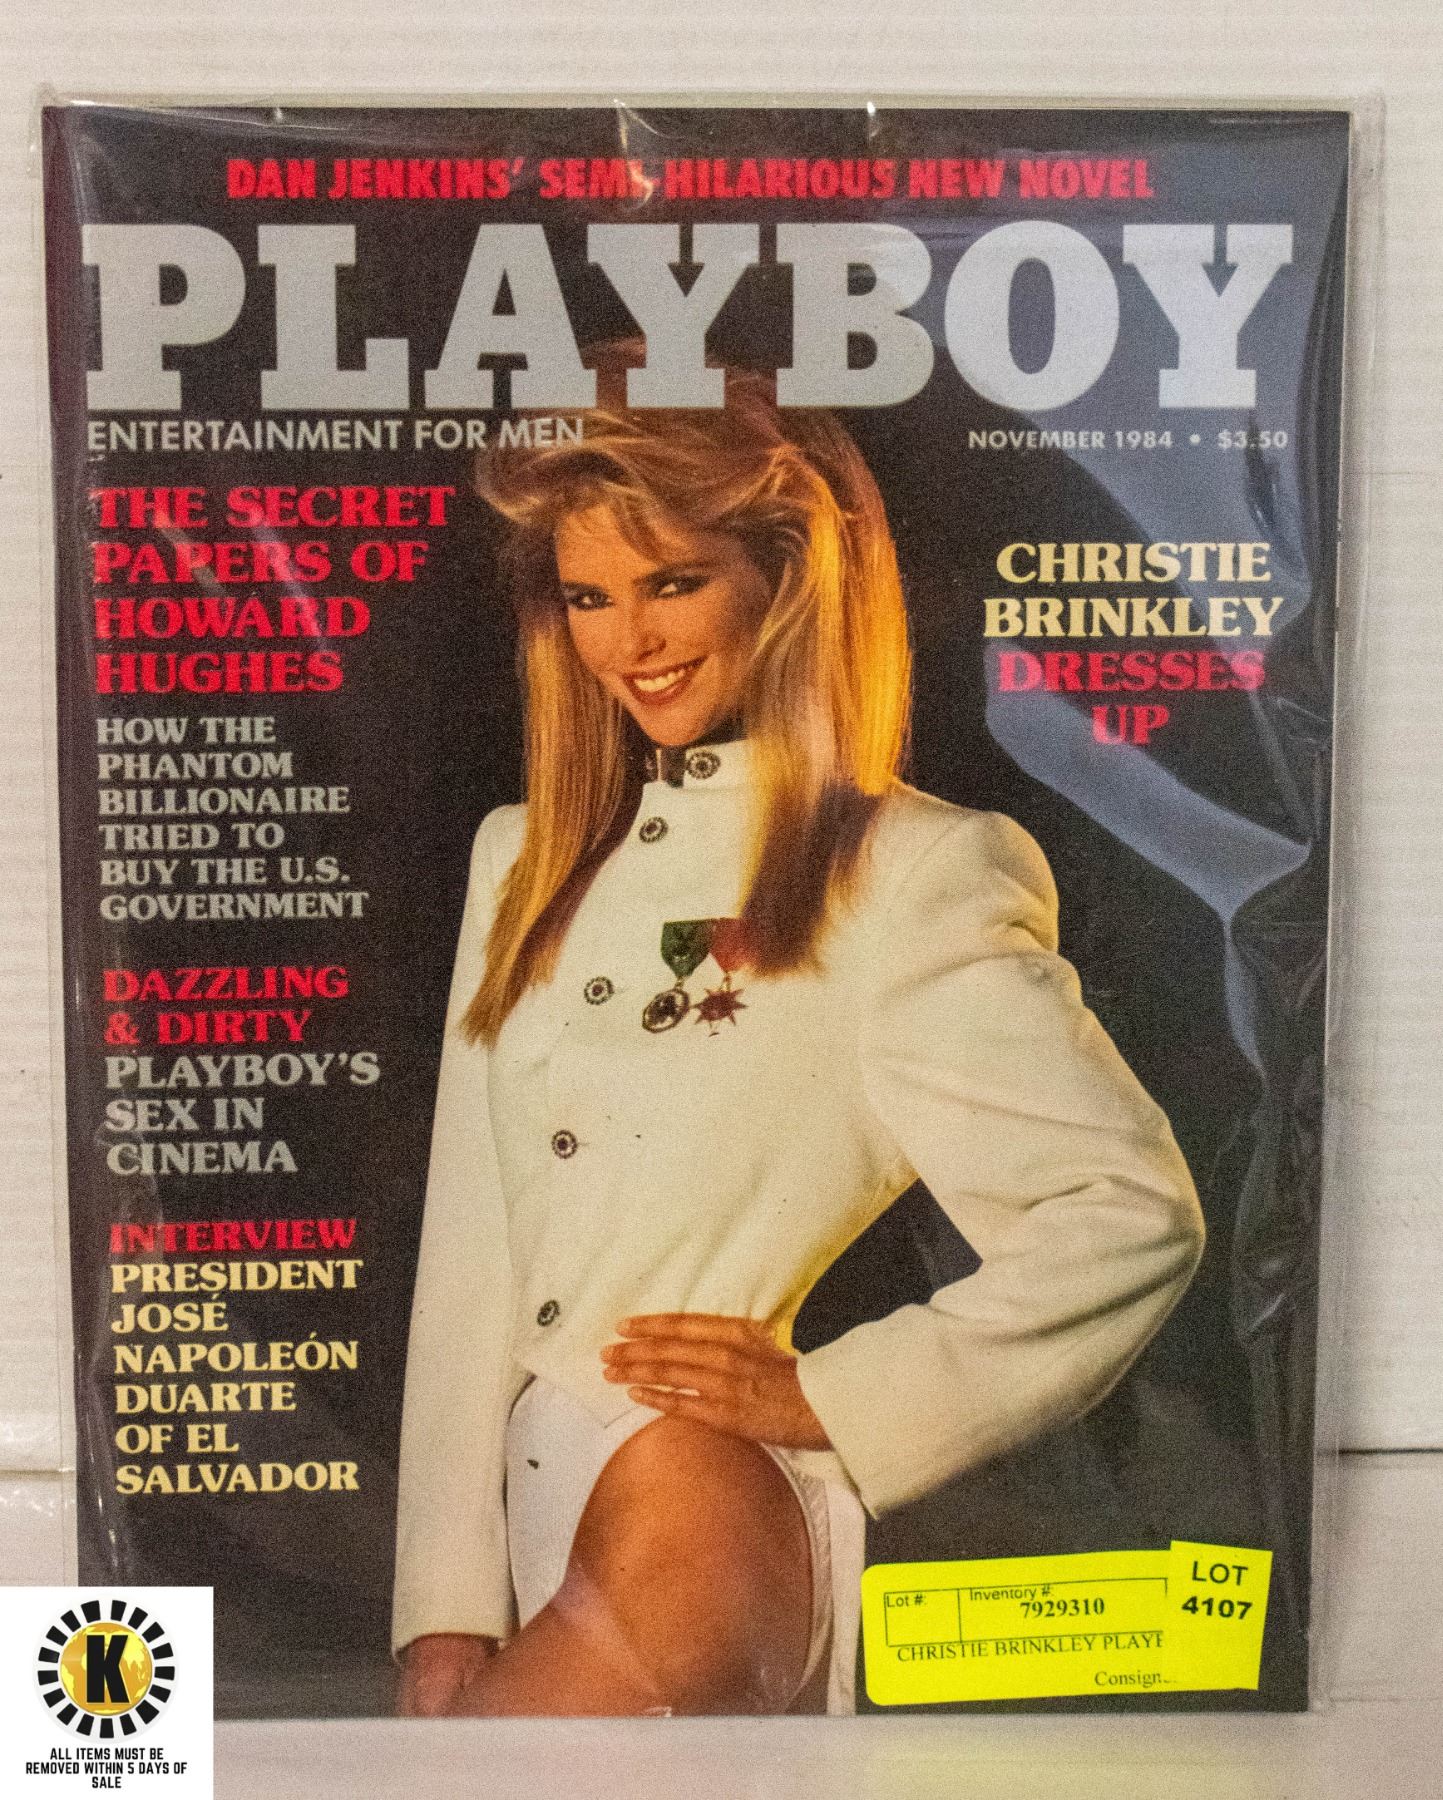 DAN JENKINS' SEMI-HILARIOUS NEW NOVEL
PLAYBOY
ENTERTAINMENT FOR MEN
NOVEMBER 1984 • $3.50
THE SECRET
PAPERS OF
HOWARD
HUGHES
HOW THE
PHANTOM
BILLIONAIRE
TRIED TO
BUY THE U.S.
GOVERNMENT
DAZZLING
& DIRTY
PLAYBOY'S
SEX IN
CINEMA
INTERVIEW
PRESIDENT
JOSÉ
NAPOLEÓN
DUARTE
OF EL
SALVADOR
CHRISTIE
BRINKLEY
DRESSES
UP
Lot #:
Inventory #:
7929310
CHRISTIE BRINKLEY
LOT
4107
K
ALL ITEMS MUST BE
REMOVED WITHIN 5 DAYS OF
SALE